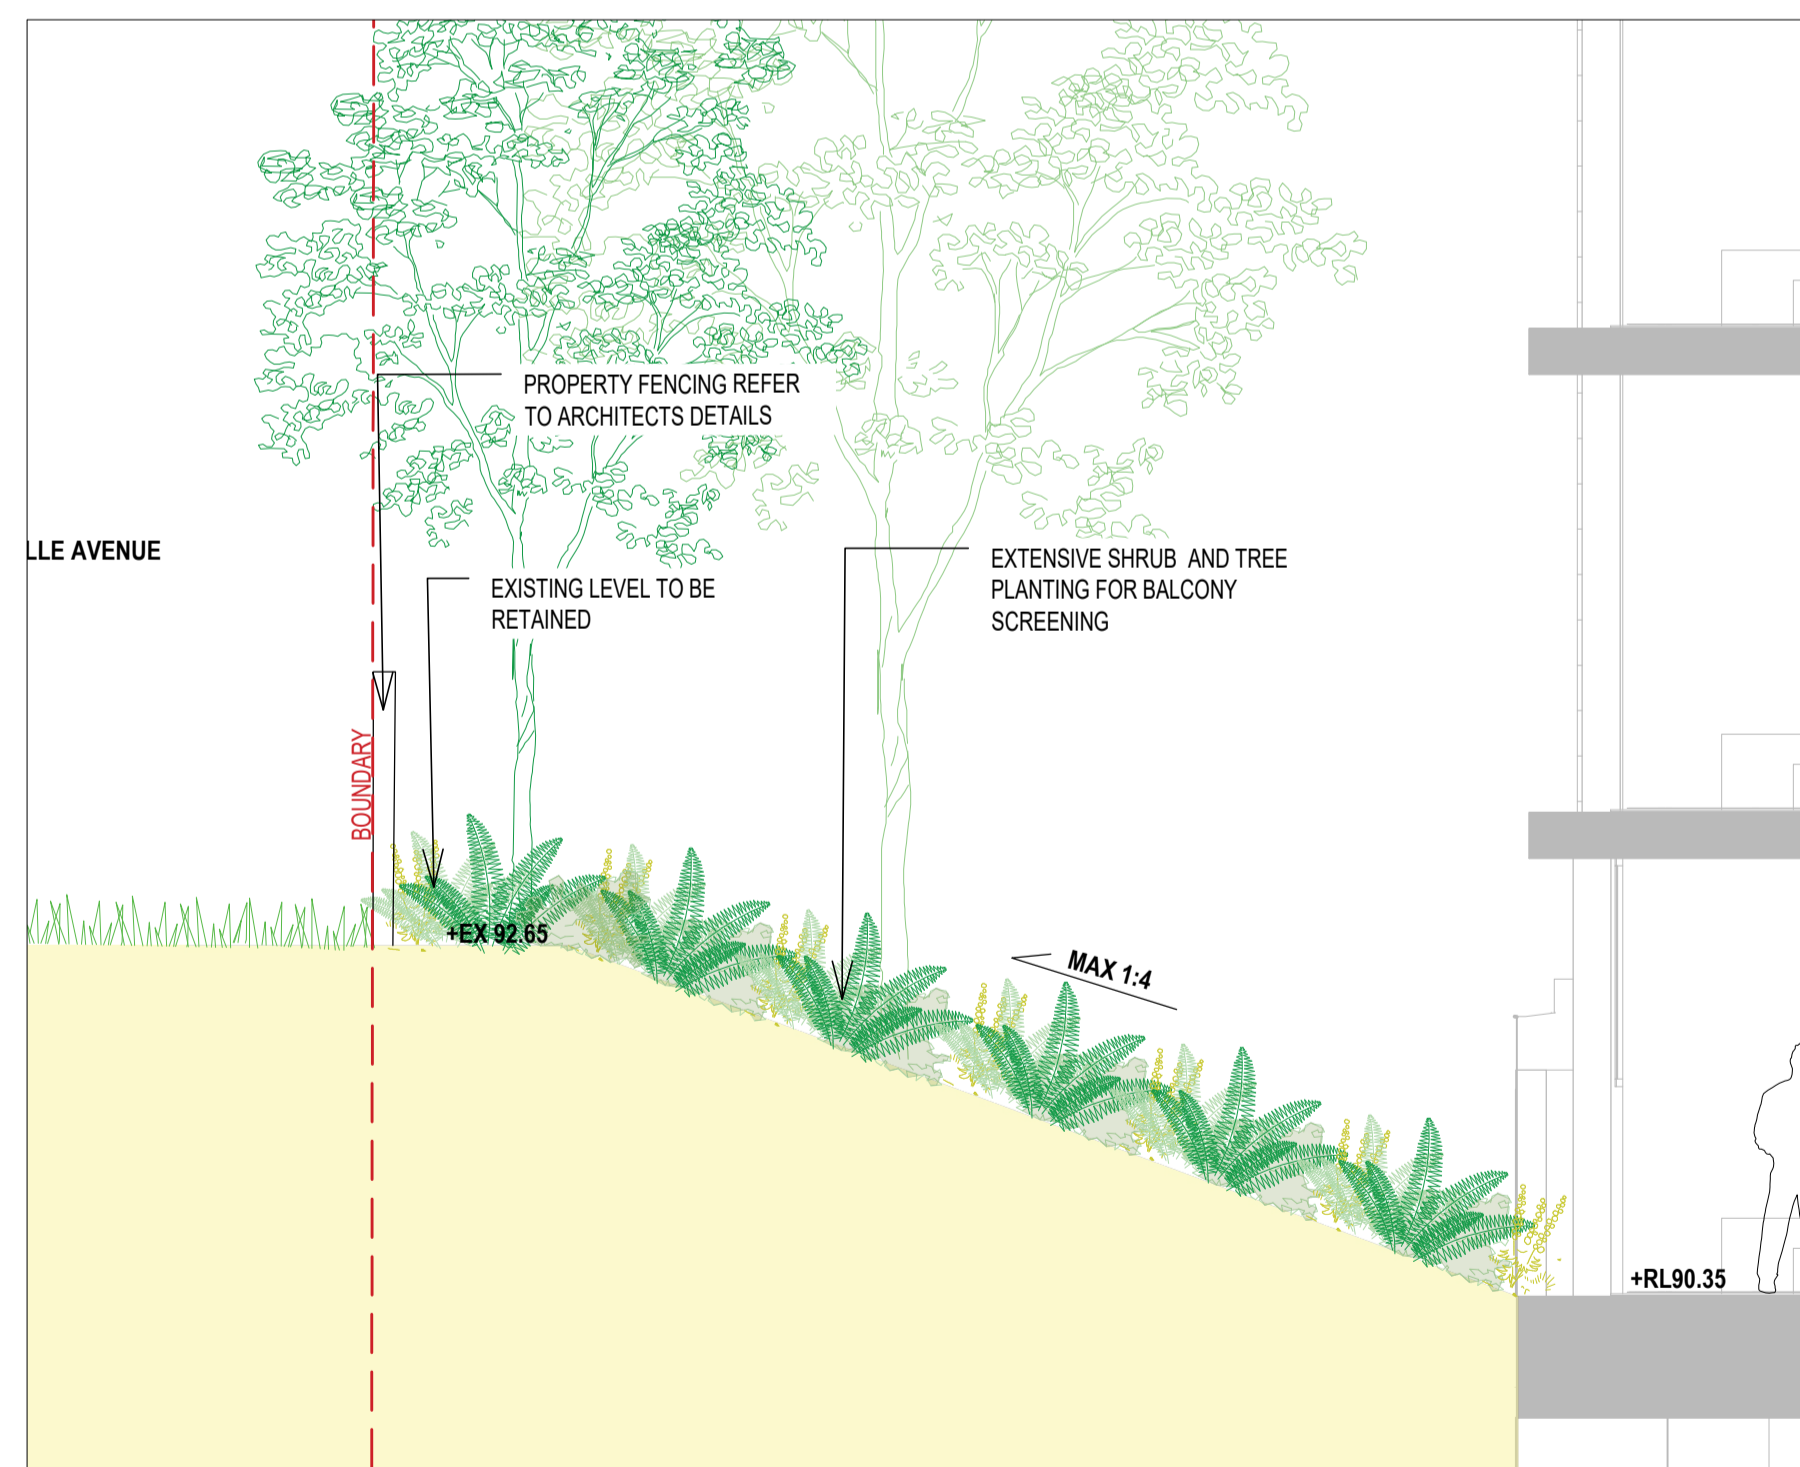 PROPERTY FENCING REFER
TO ARCHITECTS DETAILS
LLE AVENUE
EXISTING LEVEL TO BE
RETAINED
EXTENSIVE SHRUB AND TREE
PLANTING FOR BALCONY
SCREENING
BOUNDARY
+EX 92.65
MAX 1:4
+RL90.35